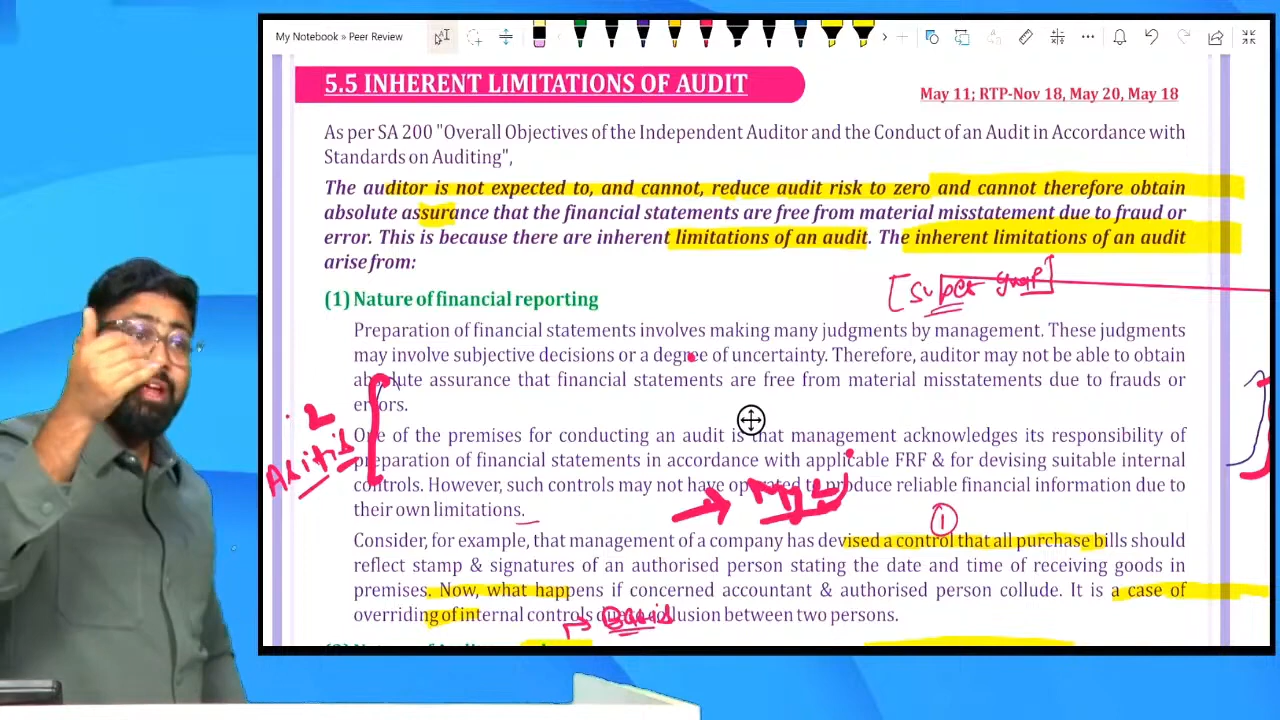 My Notebook » Peer Review
5.5 INHERENT LIMITATIONS OF AUDIT
May 11; RTP-Nov 18, May 20, May 18
As per SA 200 "Overall Objectives of the Independent Auditor and the Conduct of an Audit in Accordance with
Standards on Auditing",
The auditor is not expected to, and cannot, reduce audit risk to zero and cannot therefore obtain
absolute assurance that the financial statements are free from material misstatement due to fraud or
error. This is because there are inherent limitations of an audit. The inherent limitations of an audit
arise from:
(1) Nature of financial reporting
Preparation of financial statements involves making many judgments by management. These judgments
may involve subjective decisions or a degree of uncertainty. Therefore, auditor may not be able to obtain
absolute assurance that financial statements are free from material misstatements due to frauds or
errors.
2
One of the premises for conducting an audit is that management acknowledges its responsibility of
preparation of financial statements in accordance with applicable FRF & for devising suitable internal
controls. However, such controls may not have operated to produce reliable financial information due to
their own limitations.
1
Consider, for example, that management of a company has devised a control that all purchase bills should
reflect stamp & signatures of an authorised person stating the date and time of receiving goods in
premises. Now, what happens if concerned accountant & authorised person collude. It is a case of
overriding of internal controls due to collusion between two persons.